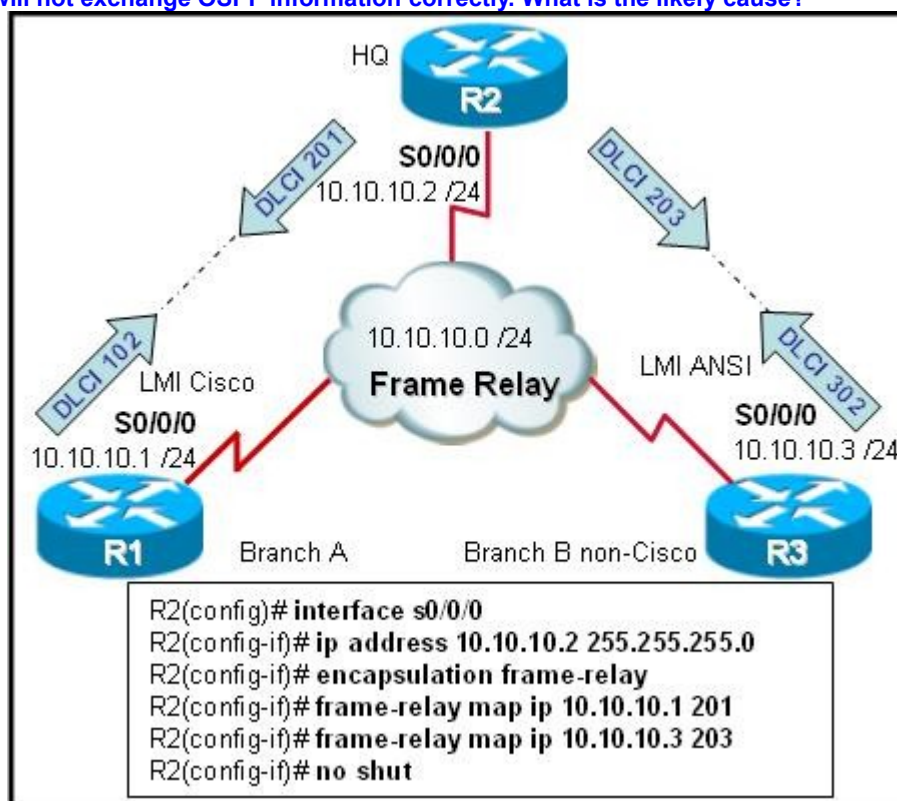 will not exchange OSPF information correctly. What is the likely cause?
HQ
R2
S0/0/0
10.10.10.2 /24
DLCI 201
DLCI 203
10.10.10.0 /24
Frame Relay
DLCI 102
LMI Cisco
S0/0/0
10.10.10.1 /24
LMI ANSI
DLCI 302
S0/0/0
10.10.10.3 /24
R1
Branch A
Branch B non-Cisco
R3
R2(config)# interface s0/0/0
R2(config-if)# ip address 10.10.10.2 255.255.255.0
R2(config-if)# encapsulation frame-relay
R2(config-if)# frame-relay map ip 10.10.10.1 201
R2(config-if)# frame-relay map ip 10.10.10.3 203
R2(config-if)# no shut